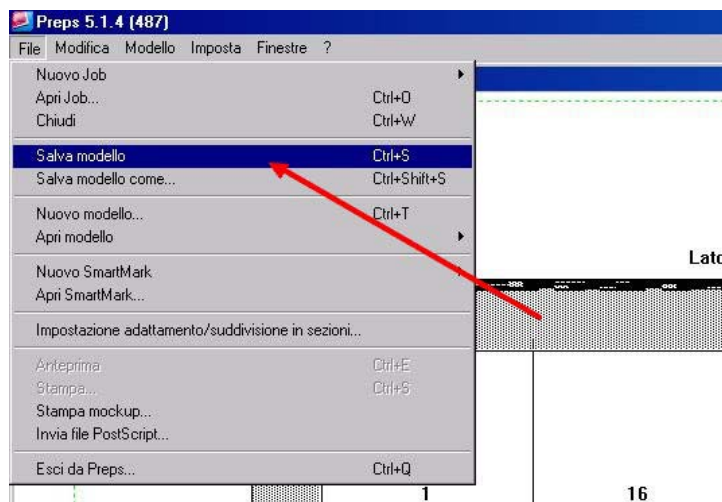 Preps 5.1.4 (487)
File Modifica Modello Imposta Finestre ?
Nuovo Job
Apri Job... Ctrl+O
Chiudi Ctrl+W
Salva modello Ctrl+S
Salva modello come... Ctrl+Shift+S
Nuovo modello... Ctrl+T
Apri modello
Nuovo SmartMark
Apri SmartMark...
Impostazione adattamento/suddivisione in sezioni...
Anteprima Ctrl+E
Stampa... Ctrl+S
Stampa mockup...
Invia file PostScript...
Esci da Preps... Ctrl+Q
Lato
1 16